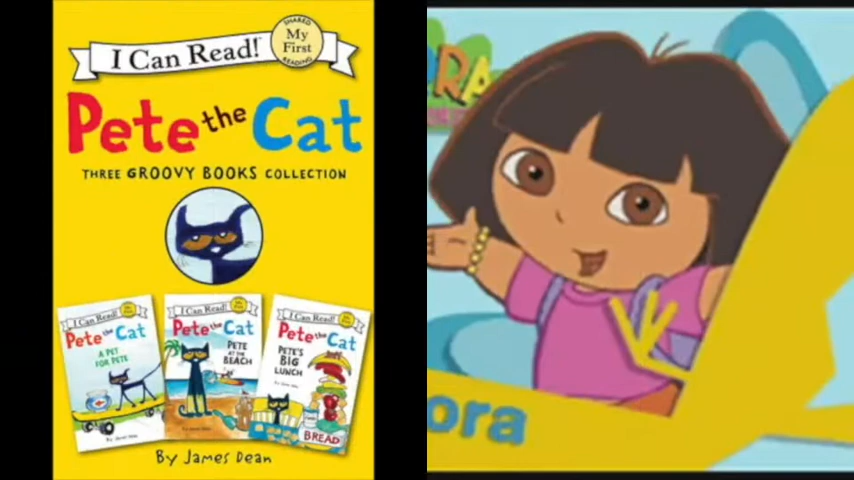 I Can Read!
SHARED My First READING
Pete the Cat
THREE GROOVY BOOKS COLLECTION
I Can Read!
Pete the Cat
A PET FOR PETE
I Can Read!
Pete the Cat
PETE AT THE BEACH
I Can Read!
Pete the Cat
PETE'S BIG LUNCH
BREAD
By James Dean
ORA
ora